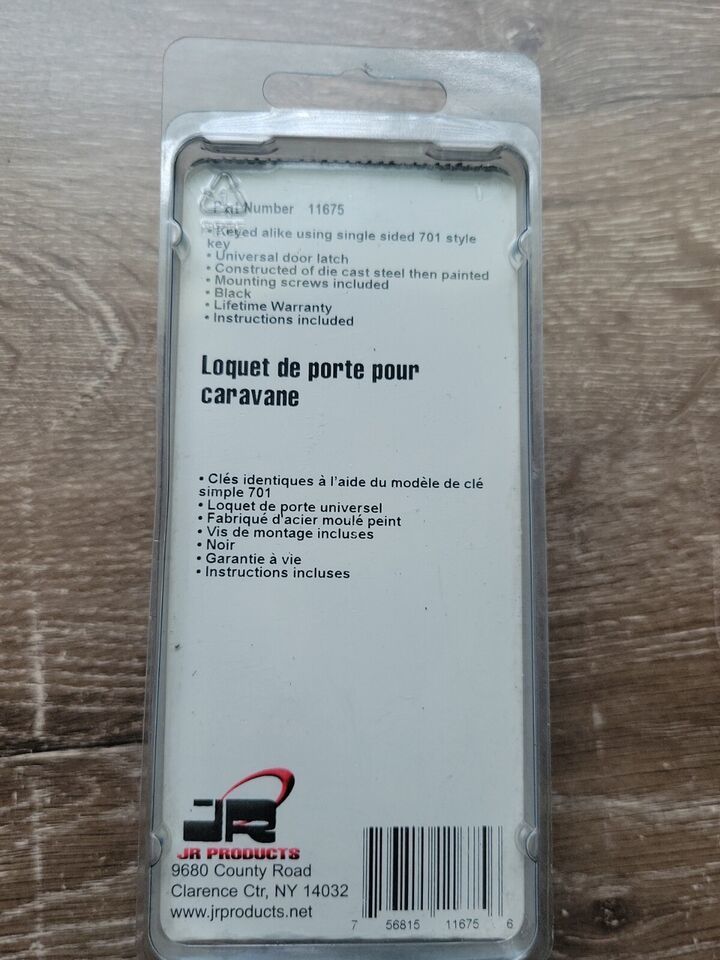 Part Number 11675
• Keyed alike using single sided 701 style
key
• Universal door latch
• Constructed of die cast steel then painted
• Mounting screws included
• Black
• Lifetime Warranty
• Instructions included
Loquet de porte pour
caravane
• Clés identiques à l'aide du modèle de clé
simple 701
• Loquet de porte universel
• Fabriqué d'acier moulé peint
• Vis de montage incluses
• Noir
• Garantie à vie
• Instructions incluses
JR
JR PRODUCTS
9680 County Road
Clarence Ctr, NY 14032
www.jrproducts.net
7 56815 11675 6